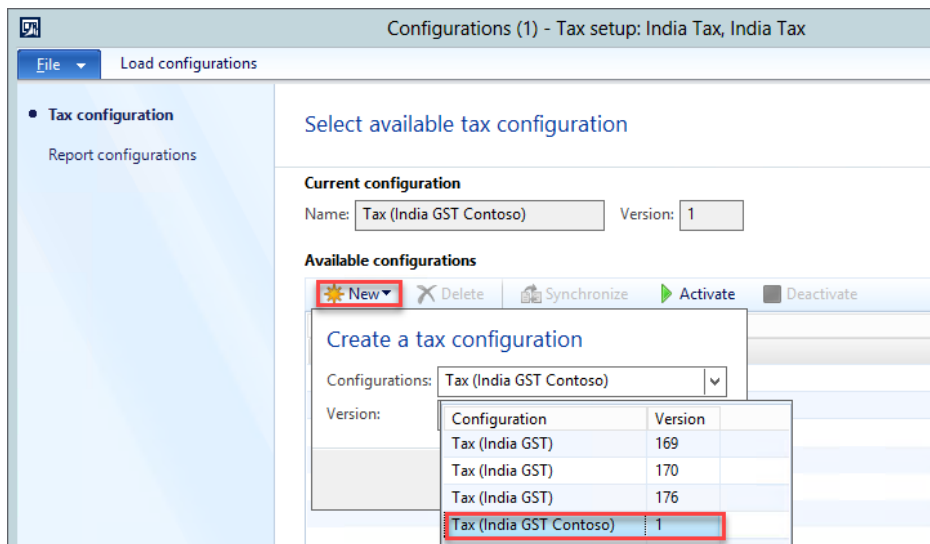 Configurations (1) - Tax setup: India Tax, India Tax
File Load configurations
Tax configuration
Report configurations
Select available tax configuration
Current configuration
Name: Tax (India GST Contoso) Version: 1
Available configurations
New Delete Synchronize Activate Deactivate
Create a tax configuration
Configurations: Tax (India GST Contoso)
Version:
Configuration Version
Tax (India GST) 169
Tax (India GST) 170
Tax (India GST) 176
Tax (India GST Contoso) 1